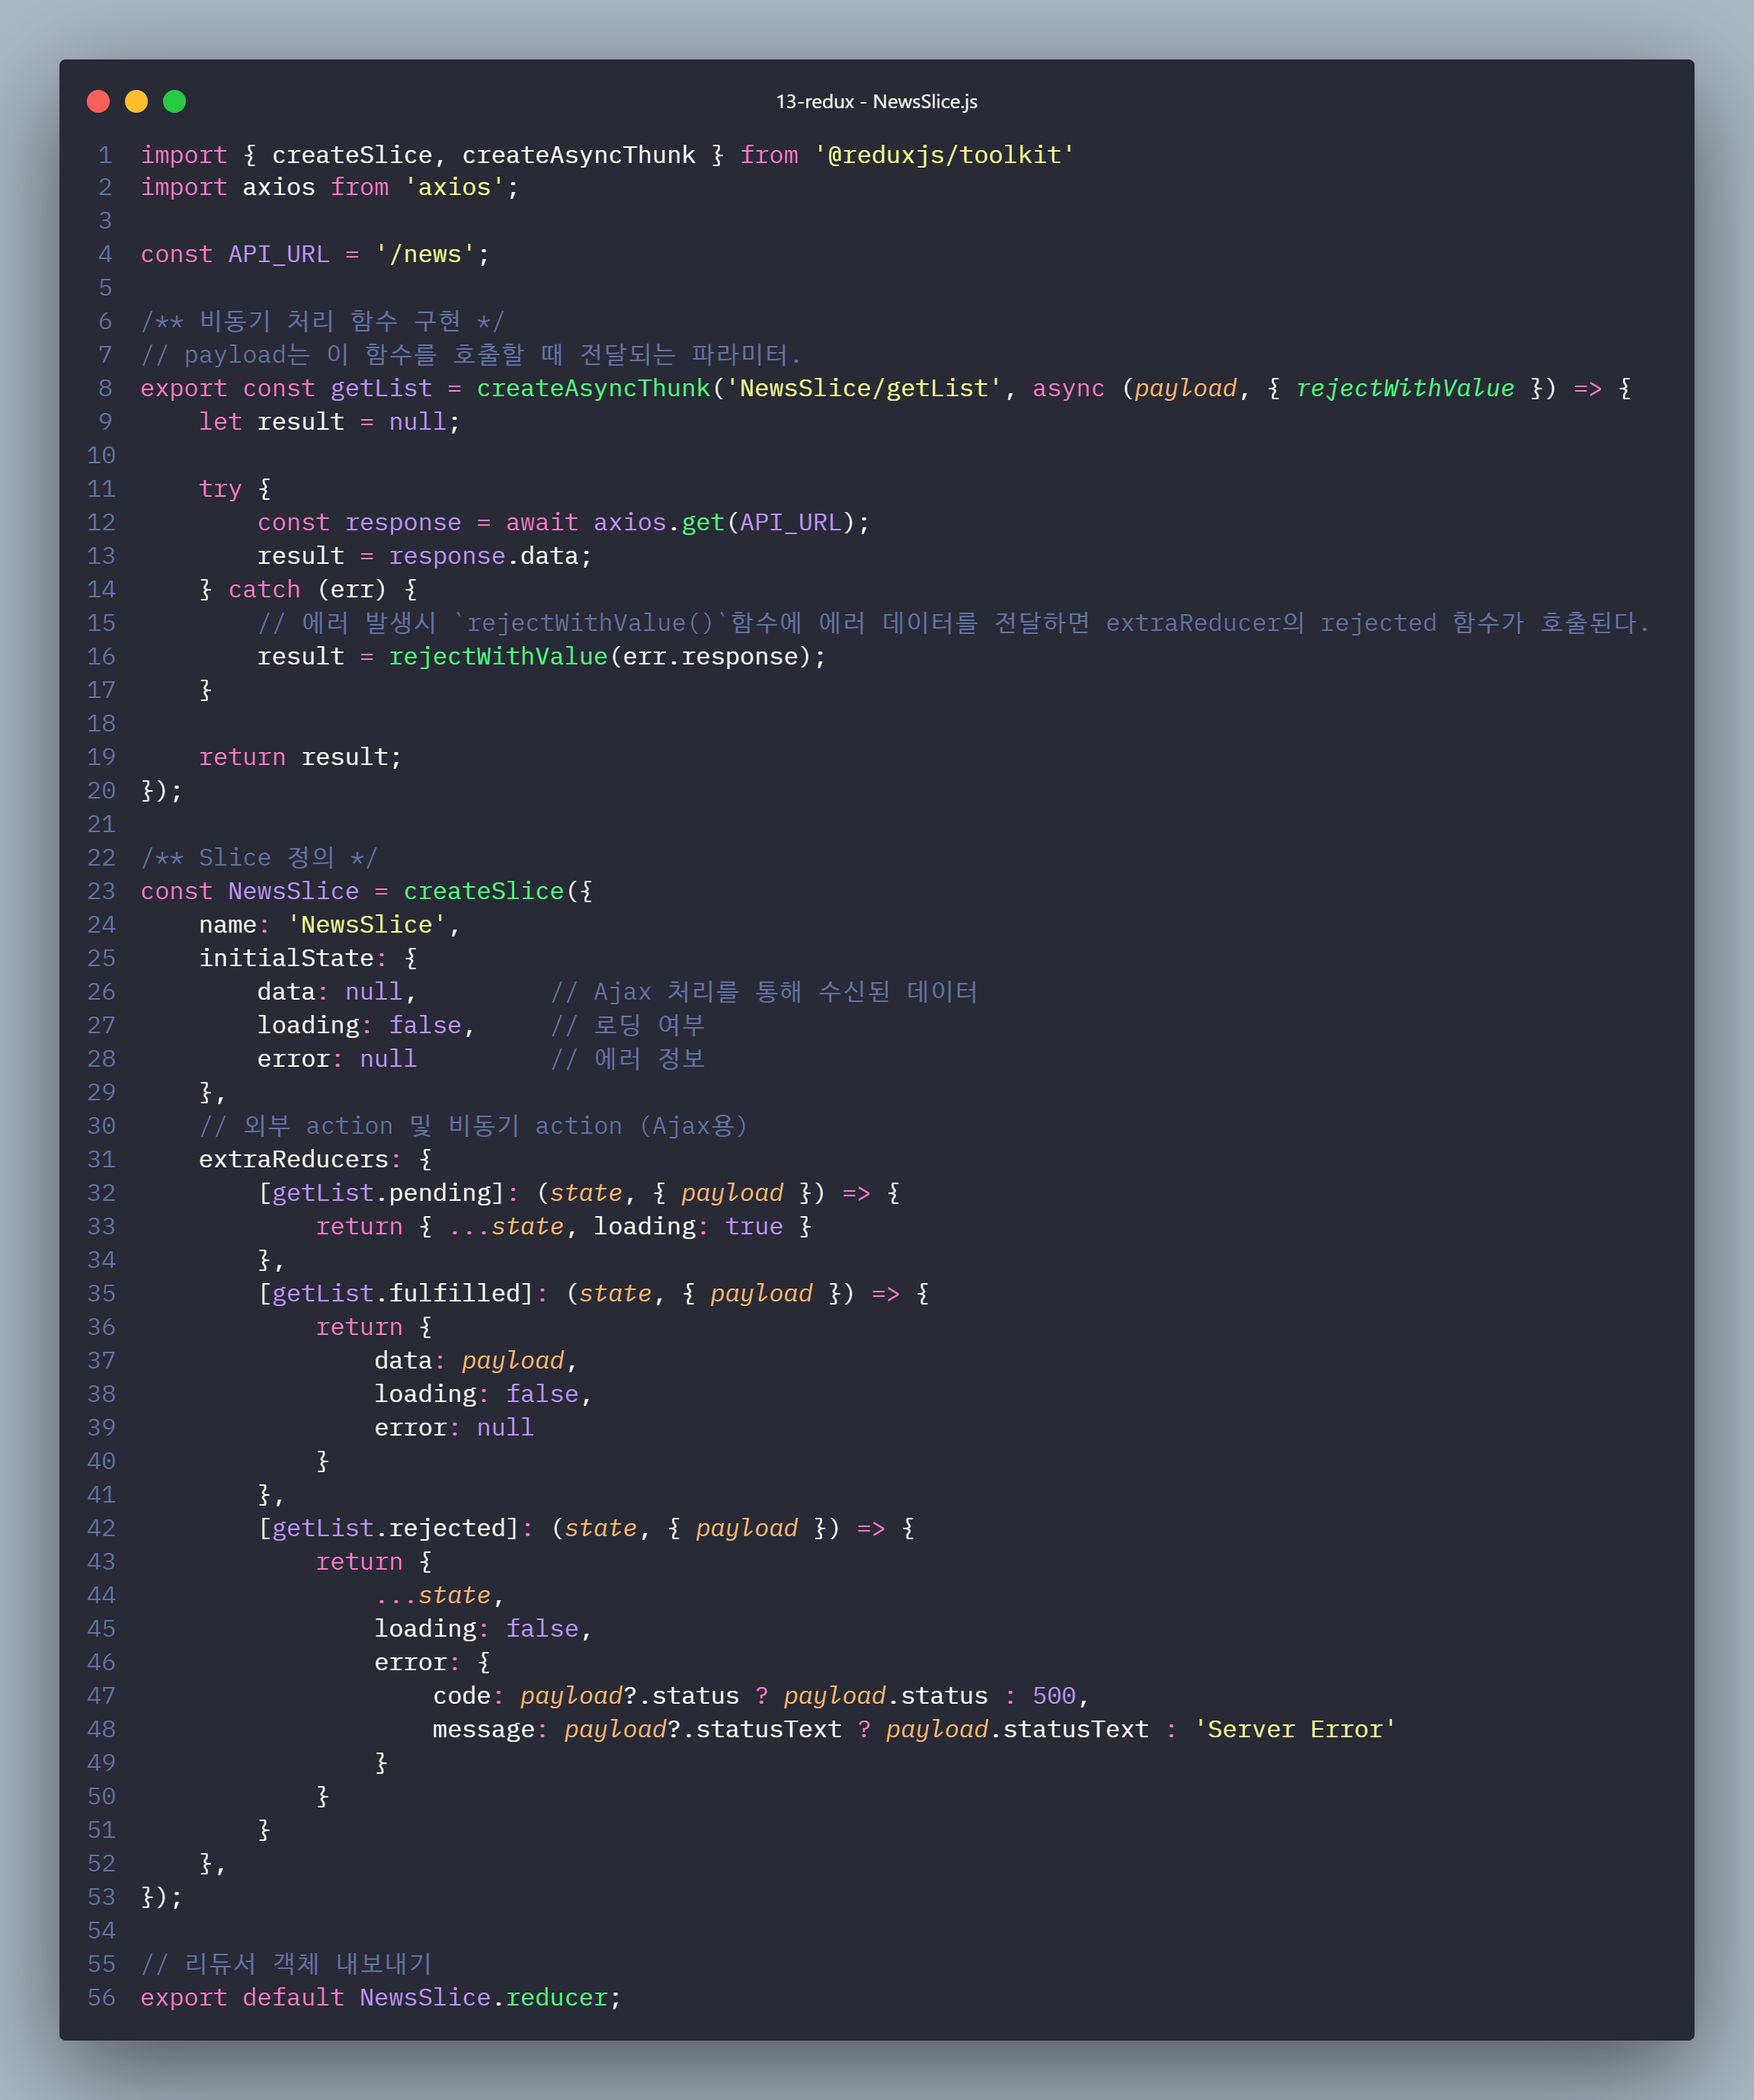 13-redux - NewsSlice.js
1 import { createSlice, createAsyncThunk } from '@reduxjs/toolkit'
2 import axios from 'axios';
3
4 const API_URL = '/news';
5
6 /** 비동기 처리 함수 구현 */
7 // payload는 이 함수를 호출할 때 전달되는 파라미터.
8 export const getList = createAsyncThunk('NewsSlice/getList', async (payload, { rejectWithValue }) => {
9     let result = null;
10
11     try {
12         const response = await axios.get(API_URL);
13         result = response.data;
14     } catch (err) {
15         // 에러 발생시 `rejectWithValue()`함수에 에러 데이터를 전달하면 extraReducer의 rejected 함수가 호출된다.
16         result = rejectWithValue(err.response);
17     }
18
19     return result;
20 });
21
22 /** Slice 정의 */
23 const NewsSlice = createSlice({
24     name: 'NewsSlice',
25     initialState: {
26         data: null,         // Ajax 처리를 통해 수신된 데이터
27         loading: false,     // 로딩 여부
28         error: null         // 에러 정보
29     },
30     // 외부 action 및 비동기 action (Ajax용)
31     extraReducers: {
32         [getList.pending]: (state, { payload }) => {
33             return { ...state, loading: true }
34         },
35         [getList.fulfilled]: (state, { payload }) => {
36             return {
37                 data: payload,
38                 loading: false,
39                 error: null
40             }
41         },
42         [getList.rejected]: (state, { payload }) => {
43             return {
44                 ...state,
45                 loading: false,
46                 error: {
47                     code: payload?.status ? payload.status : 500,
48                     message: payload?.statusText ? payload.statusText : 'Server Error'
49                 }
50             }
51         }
52     },
53 });
54
55 // 리듀서 객체 내보내기
56 export default NewsSlice.reducer;